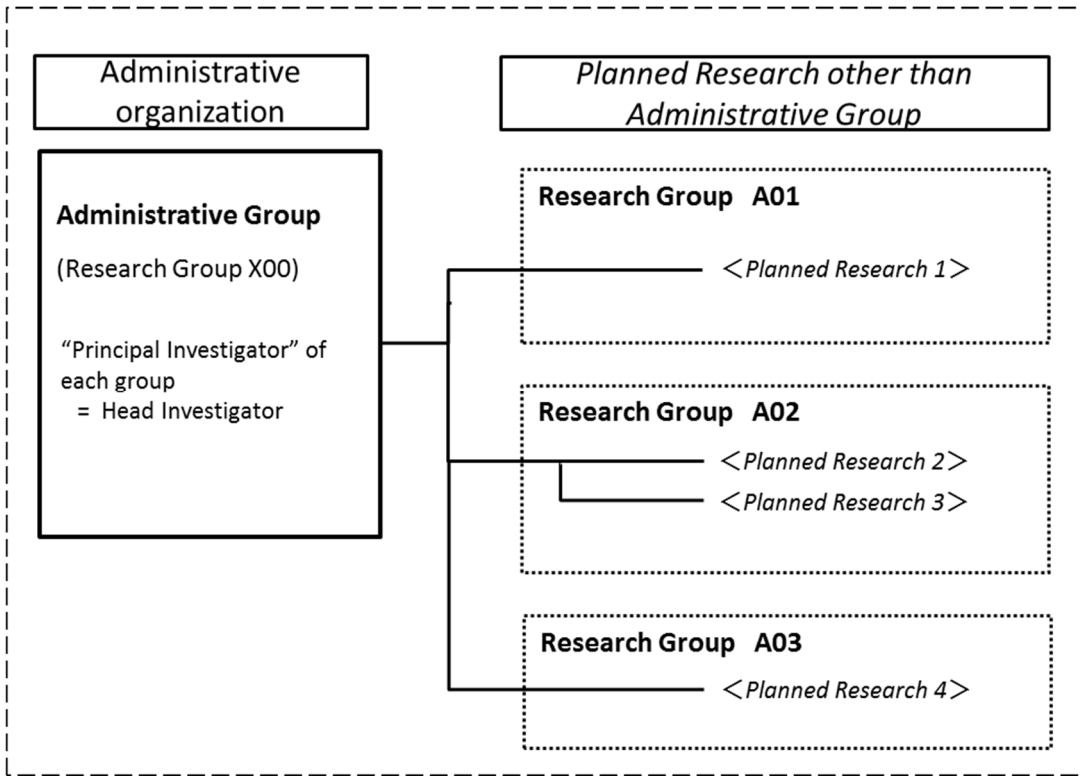 Administrative
organization
Planned Research other than
Administrative Group
Administrative Group
(Research Group X00)
“Principal Investigator” of
each group
= Head Investigator
Research Group A01
＜Planned Research 1＞
Research Group A02
＜Planned Research 2＞
＜Planned Research 3＞
Research Group A03
＜Planned Research 4＞